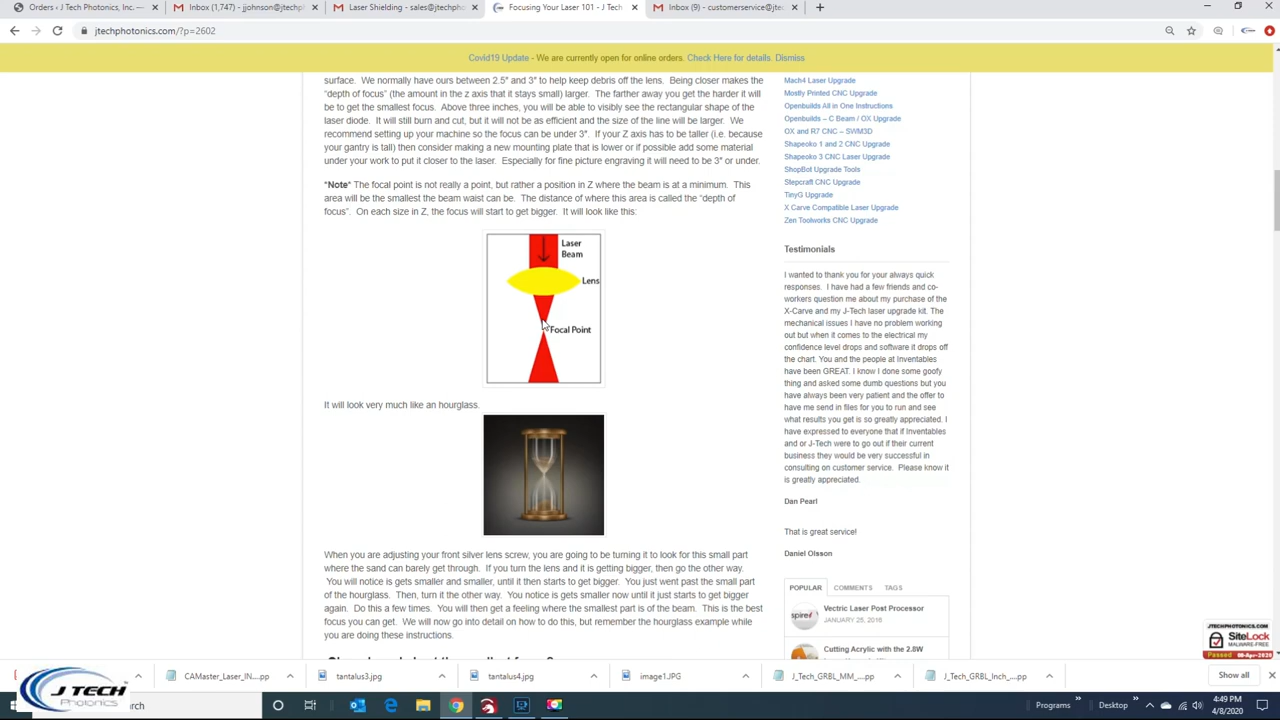 Orders ‹ J Tech Photonics, Inc. —
Inbox (1,747) - jjohnson@jtechph
Laser Shielding - sales@jtechpho
Focusing Your Laser 101 - J Tech
Inbox (9) - customerservice@jtech
jtechphotonics.com/?p=2602
Covid19 Update - We are currently open for online orders. Check Here for details. Dismiss
surface. We normally have ours between 2.5" and 3" to help keep debris off the lens. Being closer makes the
"depth of focus" (the amount in the z axis that it stays small) larger. The farther away you get the harder it will
be to get the smallest focus. Above three inches, you will be able to visibly see the rectangular shape of the
laser diode. It will still burn and cut, but it will not be as efficient and the size of the line will be larger. We
recommend setting up your machine so the focus can be under 3". If your Z axis has to be taller (i.e. because
your gantry is tall) then consider making a new mounting plate that is lower or if possible add some material
under your work to put it closer to the laser. Especially for fine picture engraving it will need to be 3" or under.
*Note* The focal point is not really a point, but rather a position in Z where the beam is at a minimum. This
area will be the smallest the beam waist can be. The distance of where this area is called the "depth of
focus". On each size in Z, the focus will start to get bigger. It will look like this:
Laser
Beam
Lens
Focal Point
It will look very much like an hourglass.
When you are adjusting your front silver lens screw, you are going to be turning it to look for this small part
where the sand can barely get through. If you turn the lens and it is getting bigger, then go the other way.
You will notice is gets smaller and smaller, until it then starts to get bigger. You just went past the small part
of the hourglass. Then, turn it the other way. You notice is gets smaller now until it just starts to get bigger
again. Do this a few times. You will then get a feeling where the smallest part is of the beam. This is the best
focus you can get. We will now go into detail on how to do this, but remember the hourglass example while
you are doing these instructions.
Mach4 Laser Upgrade
Mostly Printed CNC Upgrade
Openbuilds All in One Instructions
Openbuilds – C Beam / OX Upgrade
OX and R7 CNC – SWM3D
Shapeoko 1 and 2 CNC Upgrade
Shapeoko 3 CNC Laser Upgrade
ShopBot Upgrade Tools
Stepcraft CNC Upgrade
TinyG Upgrade
X Carve Compatible Laser Upgrade
Zen Toolworks CNC Upgrade
Testimonials
I wanted to thank you for your always quick
responses. I have had a few friends and co-
workers question me about my purchase of the
X-Carve and my J-Tech laser upgrade kit. The
mechanical issues I have no problem working
out but when it comes to the electrical my
confidence level drops and software it drops off
the chart. You and the people at Inventables
have been GREAT. I know I done some goofy
thing and asked some dumb questions but you
have always been very patient and the offer to
have me send in files for you to run and see
what results you get is so greatly appreciated. I
have expressed to everyone that if Inventables
and or J-Tech were to go out if their current
business they would be very successful in
consulting on customer service. Please know it
is greatly appreciated.
Dan Pearl
That is great service!
Daniel Olsson
POPULAR COMMENTS TAGS
Vectric Laser Post Processor
JANUARY 25, 2016
Cutting Acrylic with the 2.8W
JTECHPHOTONICS.COM
SiteLock
MALWARE-FREE
Passed 08-Apr-2020
CAMaster_Laser_IN....pp
tantalus3.jpg
tantalus4.jpg
image1.JPG
J_Tech_GRBL_MM_....pp
J_Tech_GRBL_Inch_....pp
Show all
J TECH
Photonics
rch
Programs
Desktop
4:49 PM
4/8/2020